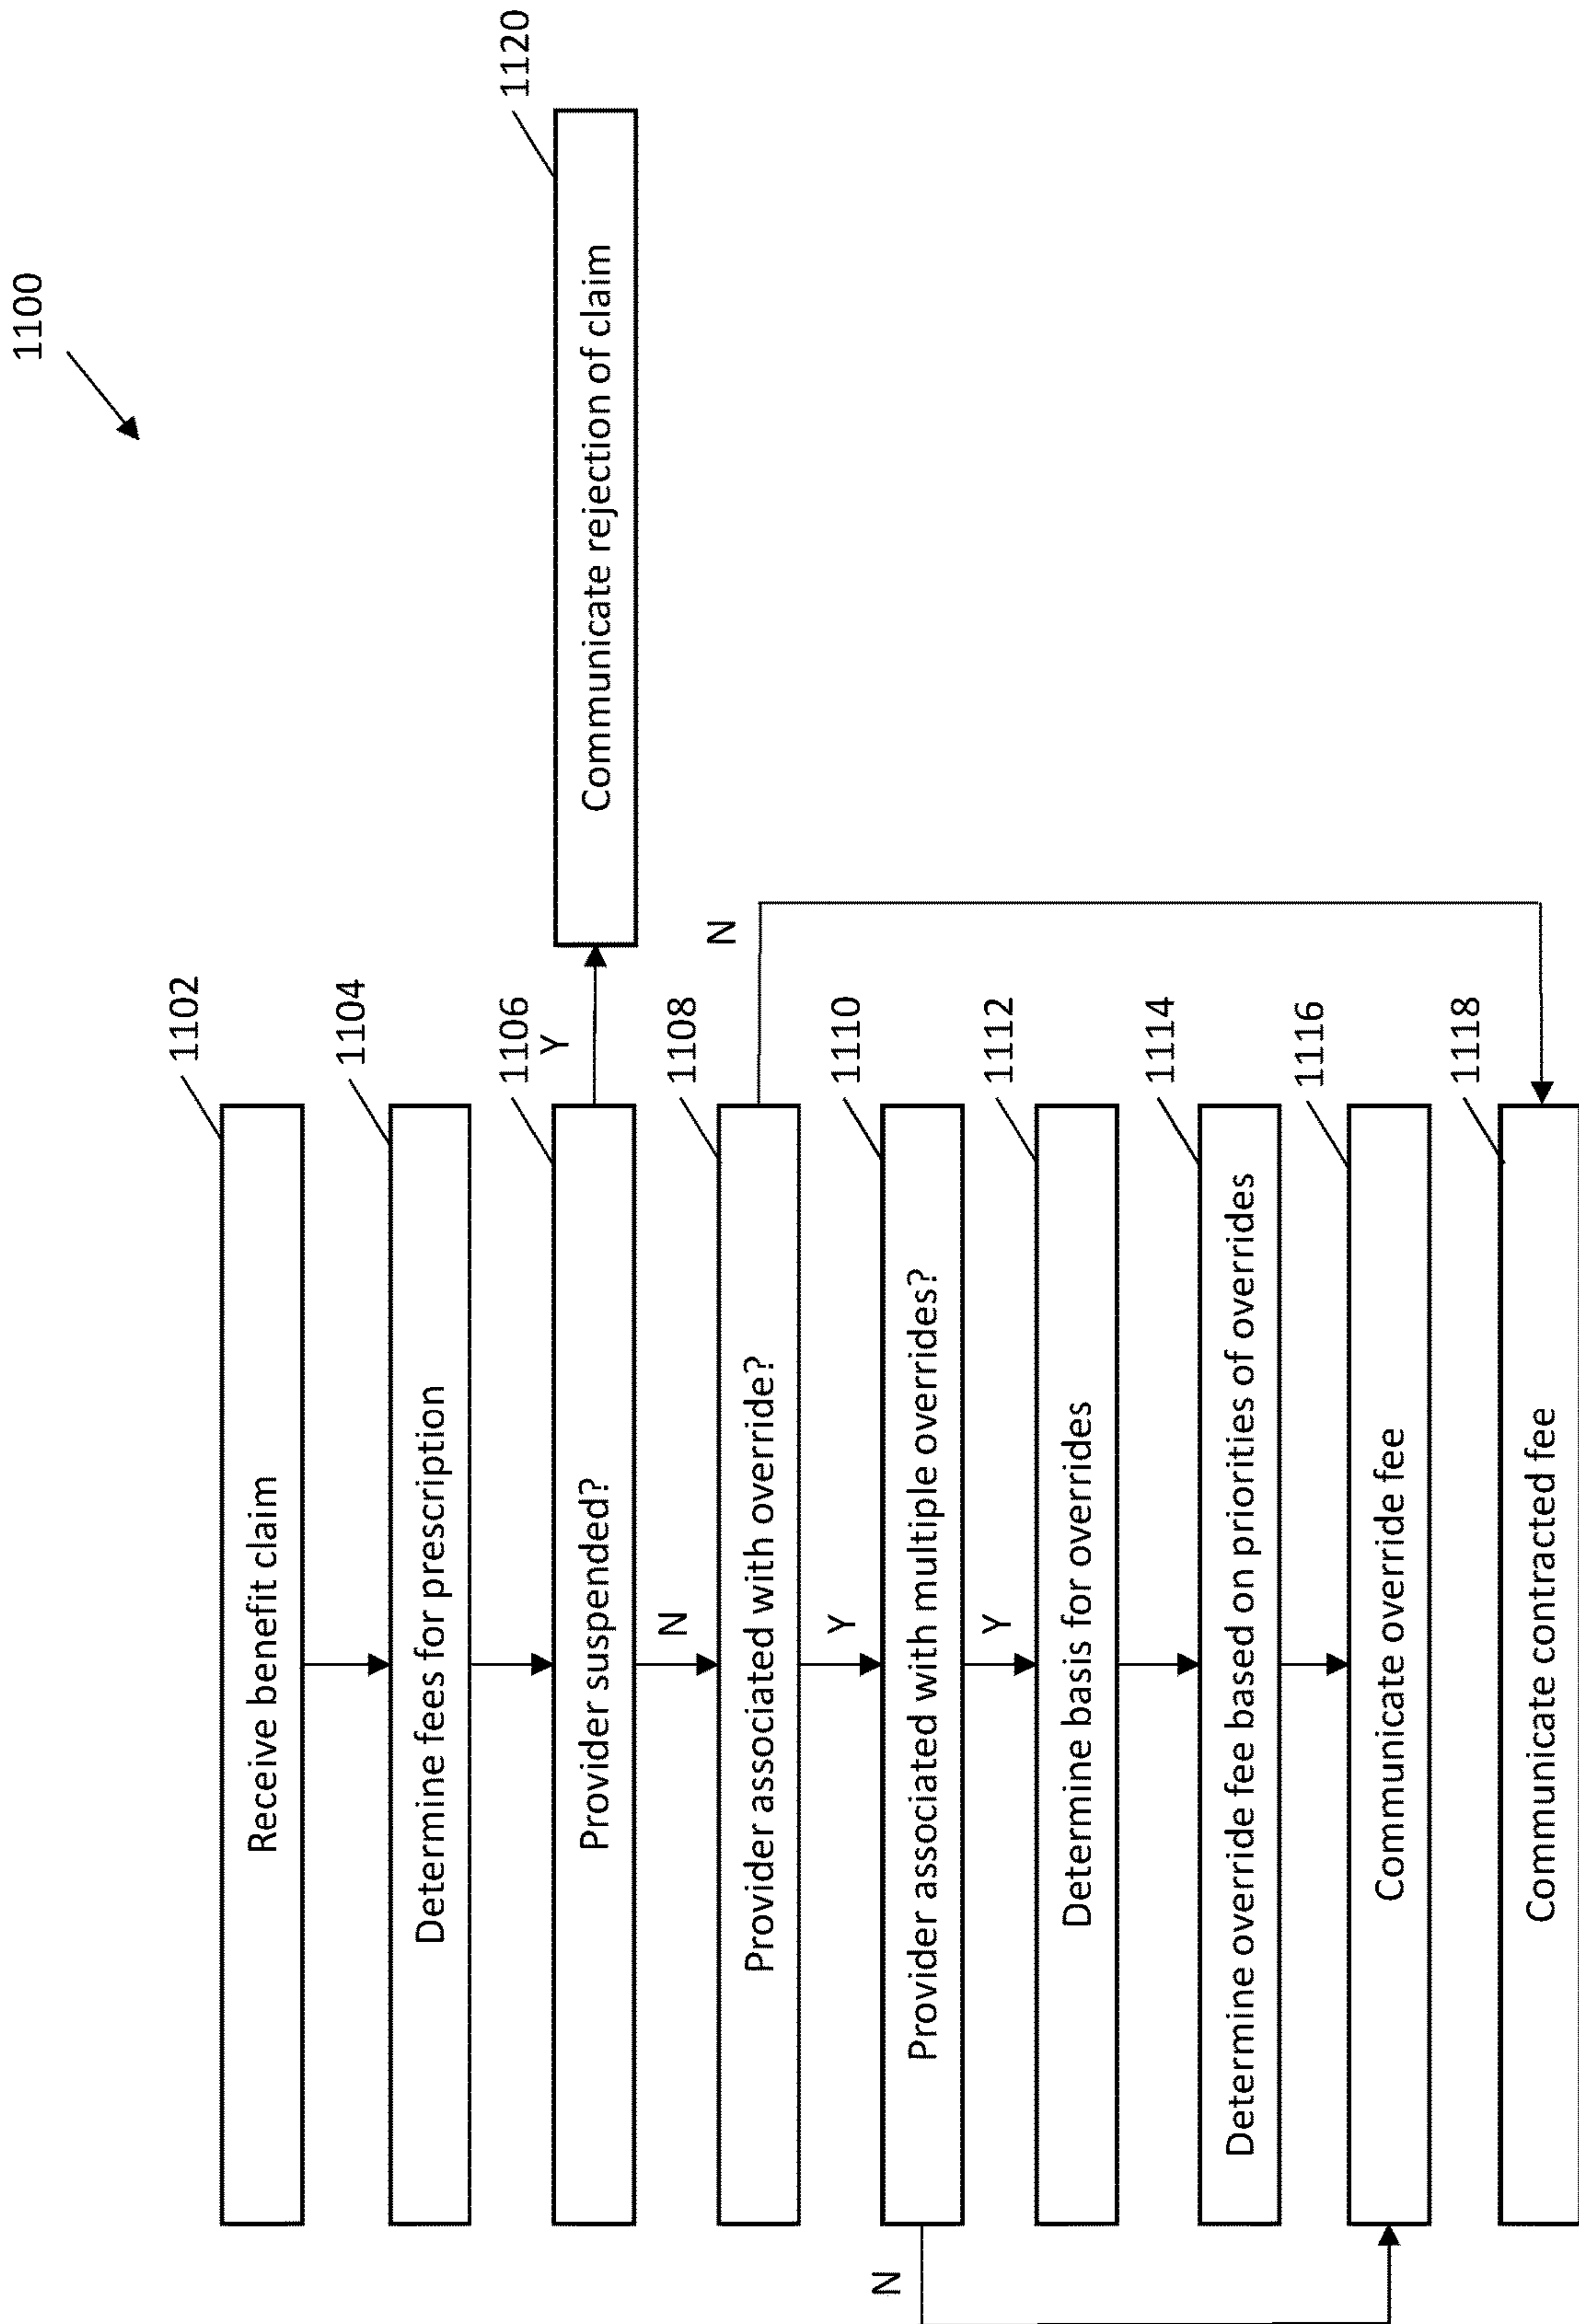 1100
1102
Receive benefit claim
1104
Determine fees for prescription
1106
Provider suspended?
Y
1120
Communicate rejection of claim
N
1108
Provider associated with override?
N
Y
1110
Provider associated with multiple overrides?
N
Y
1112
Determine basis for overrides
1114
Determine override fee based on priorities of overrides
1116
Communicate override fee
1118
Communicate contracted fee